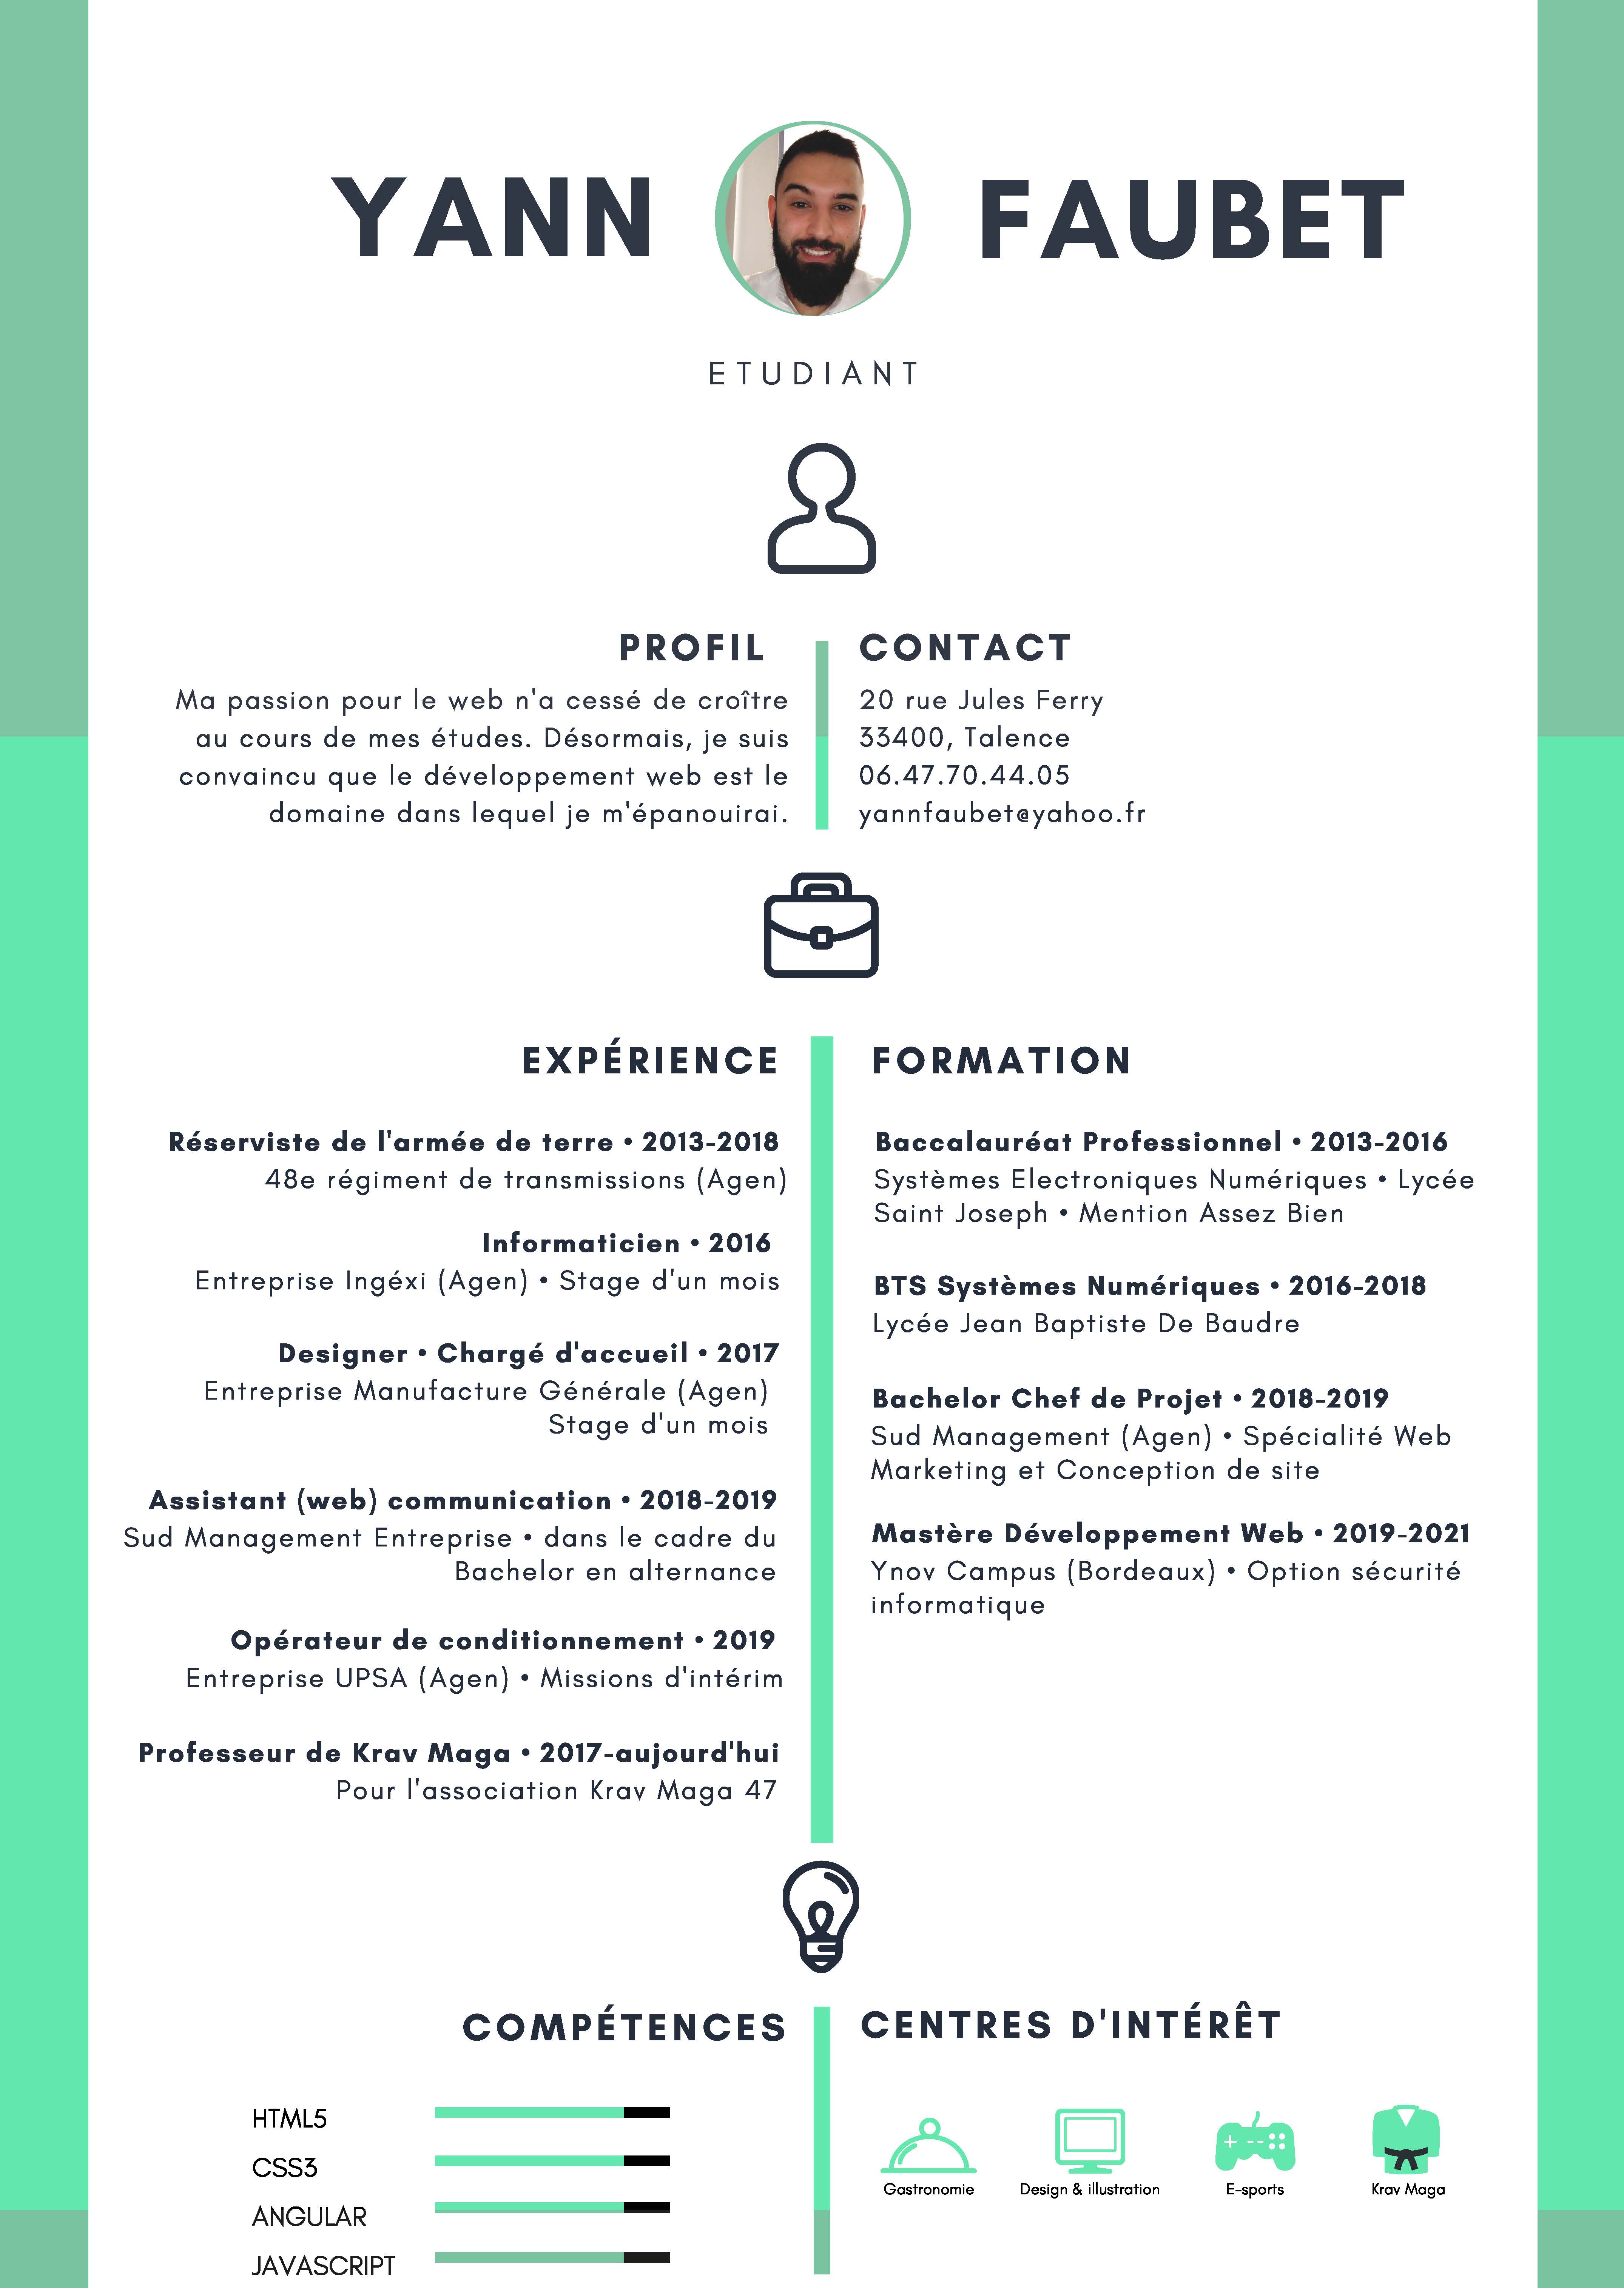 YANN FAUBET
ETUDIANT
PROFIL
Ma passion pour le web n'a cessé de croître
au cours de mes études. Désormais, je suis
convaincu que le développement web est le
domaine dans lequel je m'épanouirai.
CONTACT
20 rue Jules Ferry
33400, Talence
06.47.70.44.05
yannfaubet@yahoo.fr
EXPÉRIENCE
Réserviste de l'armée de terre • 2013-2018
48e régiment de transmissions (Agen)
Informaticien • 2016
Entreprise Ingéxi (Agen) • Stage d'un mois
Designer • Chargé d'accueil • 2017
Entreprise Manufacture Générale (Agen)
Stage d'un mois
Assistant (web) communication • 2018-2019
Sud Management Entreprise • dans le cadre du
Bachelor en alternance
Opérateur de conditionnement • 2019
Entreprise UPSA (Agen) • Missions d'intérim
Professeur de Krav Maga • 2017-aujourd'hui
Pour l'association Krav Maga 47
FORMATION
Baccalauréat Professionnel • 2013-2016
Systèmes Electroniques Numériques • Lycée
Saint Joseph • Mention Assez Bien
BTS Systèmes Numériques • 2016-2018
Lycée Jean Baptiste De Baudre
Bachelor Chef de Projet • 2018-2019
Sud Management (Agen) • Spécialité Web
Marketing et Conception de site
Mastère Développement Web • 2019-2021
Ynov Campus (Bordeaux) • Option sécurité
informatique
COMPÉTENCES
HTML5
CSS3
ANGULAR
JAVASCRIPT
CENTRES D'INTÉRÊT
Gastronomie
Design & illustration
E-sports
Krav Maga